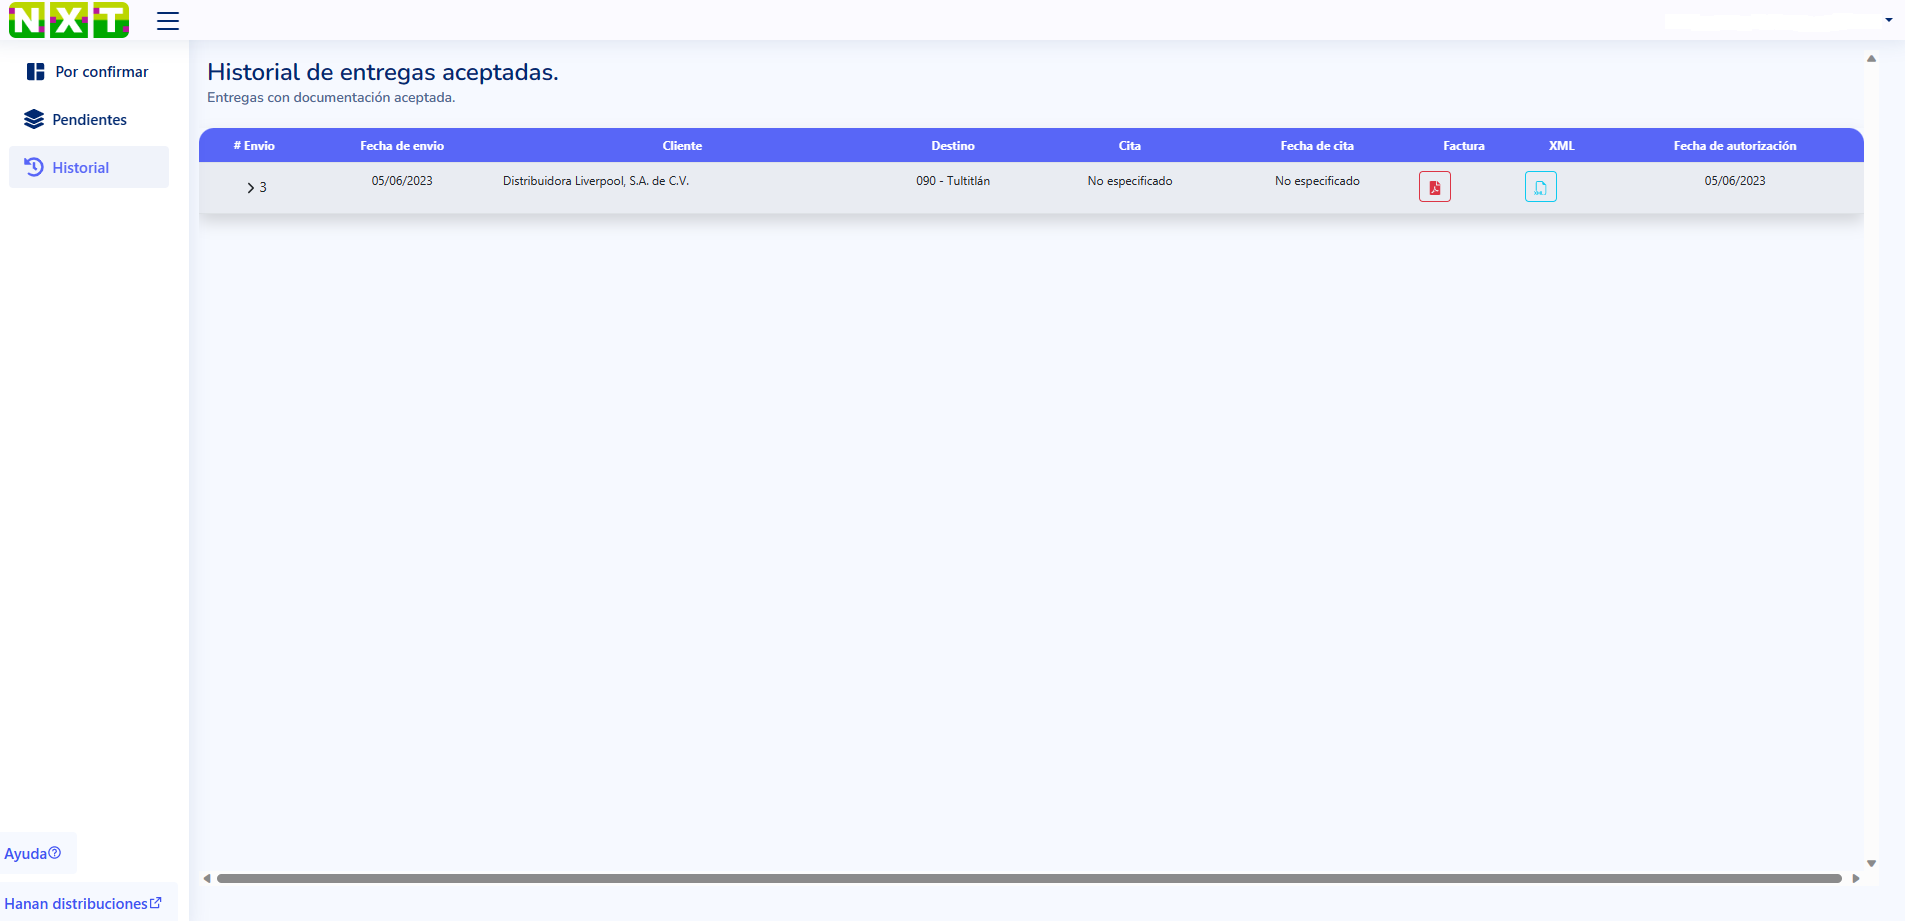 NXT
Por confirmar
Pendientes
Historial
Historial de entregas aceptadas.
Entregas con documentación aceptada.
# Envio Fecha de envio Cliente Destino Cita Fecha de cita Factura XML Fecha de autorización
3 05/06/2023 Distribuidora Liverpool, S.A. de C.V. 090 - Tultitlán No especificado No especificado 05/06/2023
Ayuda
Hanan distribuciones